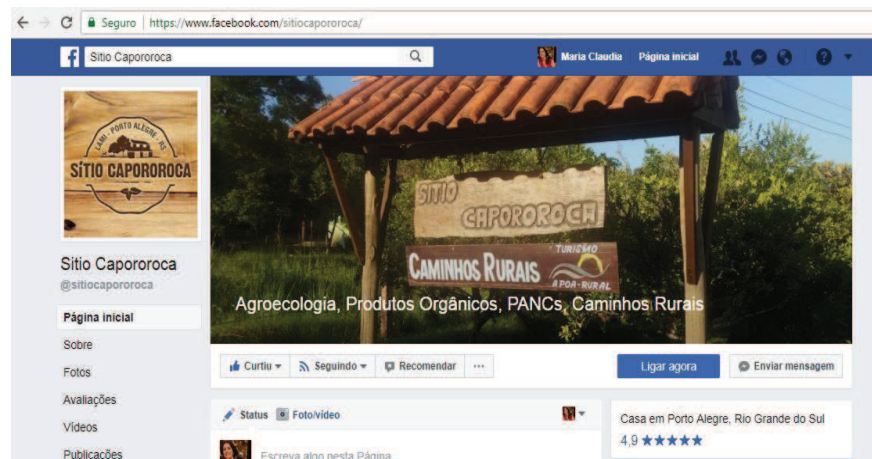 Seguro | https://www.facebook.com/sitiocapororoca/
Sitio Capororoca
Maria Claudia Página inicial
LAMI - PORTO ALEGRE - RS
SÍTIO CAPOROROCA
SITIO
CAPOROROCA
TURISMO
CAMINHOS RURAIS
APOA-RURAL
Agroecologia, Produtos Orgânicos, PANCs, Caminhos Rurais
Sitio Capororoca
@sitiocapororoca
Página inicial
Sobre
Fotos
Avaliações
Vídeos
Publicações
Curtiu Seguindo Recomendar ... Ligar agora Enviar mensagem
Status Foto/vídeo
Escreva algo nesta Página...
Casa em Porto Alegre, Rio Grande do Sul
4,9 ★★★★★